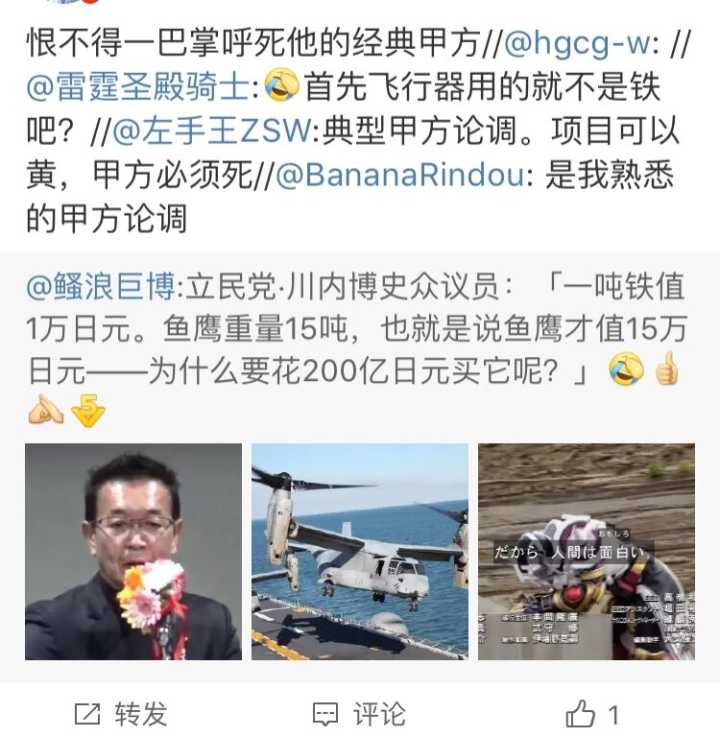 恨不得一巴掌呼死他的经典甲方//@hgcg-w: //
@雷霆圣殿骑士:🤣首先飞行器用的就不是铁
吧？//@左手王ZSW:典型甲方论调。项目可以
黄，甲方必须死//@BananaRindou: 是我熟悉
的甲方论调
@鳋浪巨博:立民党·川内博史众议员：「一吨铁值
1万日元。鱼鹰重量15吨，也就是说鱼鹰才值15万
日元——为什么要花200亿日元买它呢？」🤣👍
5
おもしろ
だから 人間は面白い
转发
评论
1